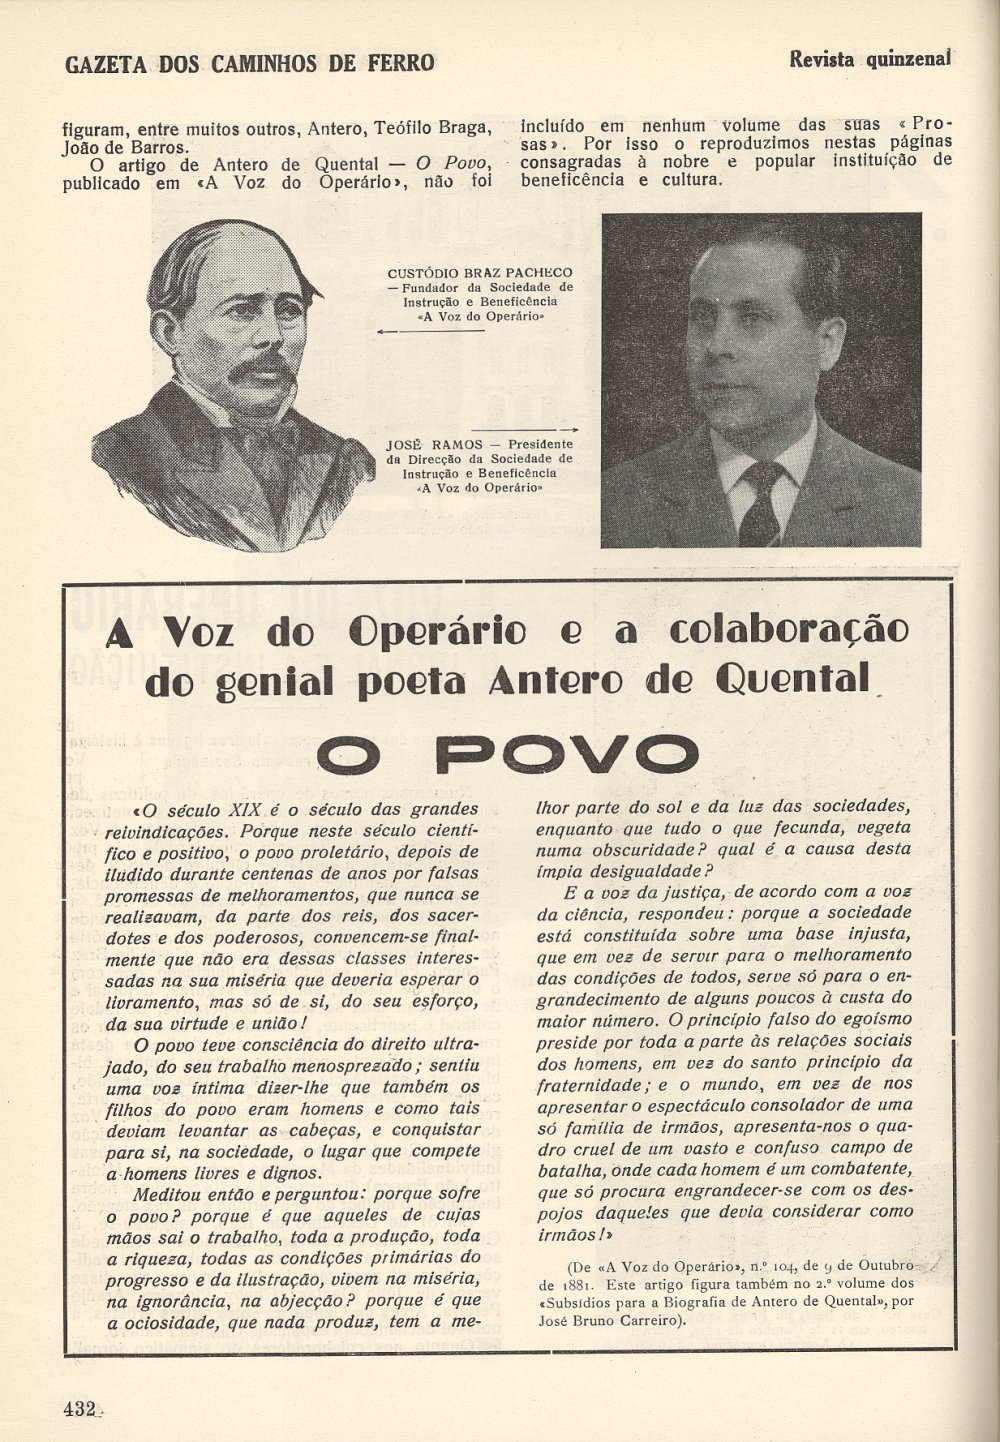 GAZETA DOS CAMINHOS DE FERRO
Revista quinzenal
figuram, entre muitos outros, Antero, Teófilo Braga,
João de Barros.
O artigo de Antero de Quental — O Povo,
publicado em «A Voz do Operário», não foi
incluído em nenhum volume das suas «Pro-
sas». Por isso o reproduzimos nestas páginas
consagradas à nobre e popular instituíção de
beneficência e cultura.
CUSTÓDIO BRAZ PACHECO
— Fundador da Sociedade de
Instrução e Beneficência
«A Voz do Operário»
JOSÉ RAMOS — Presidente
da Direcção da Sociedade de
Instrução e Beneficência
«A Voz do Operário»
A Voz do Operário e a colaboração
do genial poeta Antero de Quental
O POVO
«O século XIX é o século das grandes
reivindicações. Porque neste século cientí-
fico e positivo, o povo proletário, depois de
iludido durante centenas de anos por falsas
promessas de melhoramentos, que nunca se
realizavam, da parte dos reis, dos sacer-
dotes e dos poderosos, convencem-se final-
mente que não era dessas classes interes-
sadas na sua miséria que deveria esperar o
livramento, mas só de si, do seu esforço,
da sua virtude e união!
O povo teve consciência do direito ultra-
jado, do seu trabalho menosprezado; sentiu
uma voz íntima dizer-lhe que também os
filhos do povo eram homens e como tais
deviam levantar as cabeças, e conquistar
para si, na sociedade, o lugar que compete
a homens livres e dignos.
Meditou então e perguntou: porque sofre
o povo? porque é que aqueles de cujas
mãos sai o trabalho, toda a produção, toda
a riqueza, todas as condições primárias do
progresso e da ilustração, vivem na miséria,
na ignorância, na abjecção? porque é que
a ociosidade, que nada produz, tem a me-
lhor parte do sol e da luz das sociedades,
enquanto que tudo o que fecunda, vegeta
numa obscuridade? qual é a causa desta
ímpia desigualdade?
E a voz da justiça, de acordo com a voz
da ciência, respondeu: porque a sociedade
está constituída sobre uma base injusta,
que em vez de servir para o melhoramento
das condições de todos, serve só para o en-
grandecimento de alguns poucos à custa do
maior número. O princípio falso do egoísmo
preside por toda a parte às relações sociais
dos homens, em vez do santo princípio da
fraternidade; e o mundo, em vez de nos
apresentar o espectáculo consolador de uma
só família de irmãos, apresenta-nos o qua-
dro cruel de um vasto e confuso campo de
batalha, onde cada homem é um combatente,
que só procura engrandecer-se com os des-
pojos daqueles que devia considerar como
irmãos!»
(De «A Voz do Operário», n.º 104, de 9 de Outubro
de 1881. Este artigo figura também no 2.º volume dos
«Subsídios para a Biografia de Antero de Quental», por
José Bruno Carreiro).
432